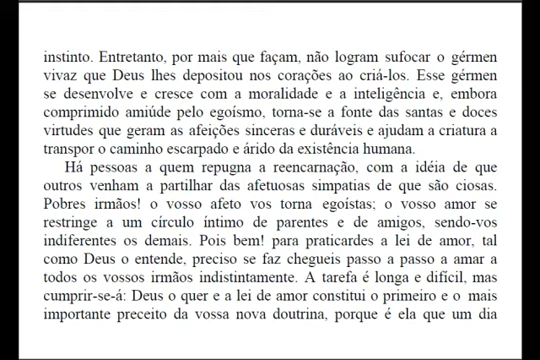 instinto. Entretanto, por mais que façam, não logram sufocar o gérmen
vivaz que Deus lhes depositou nos corações ao criá-los. Esse gérmen
se desenvolve e cresce com a moralidade e a inteligência e, embora
comprimido amiúde pelo egoísmo, torna-se a fonte das santas e doces
virtudes que geram as afeições sinceras e duráveis e ajudam a criatura a
transpor o caminho escarpado e árido da existência humana.
Há pessoas a quem repugna a reencarnação, com a idéia de que
outros venham a partilhar das afetuosas simpatias de que são ciosas.
Pobres irmãos! o vosso afeto vos torna egoístas; o vosso amor se
restringe a um círculo íntimo de parentes e de amigos, sendo-vos
indiferentes os demais. Pois bem! para praticardes a lei de amor, tal
como Deus o entende, preciso se faz chegueis passo a passo a amar a
todos os vossos irmãos indistintamente. A tarefa é longa e difícil, mas
cumprir-se-á: Deus o quer e a lei de amor constitui o primeiro e o mais
importante preceito da vossa nova doutrina, porque é ela que um dia